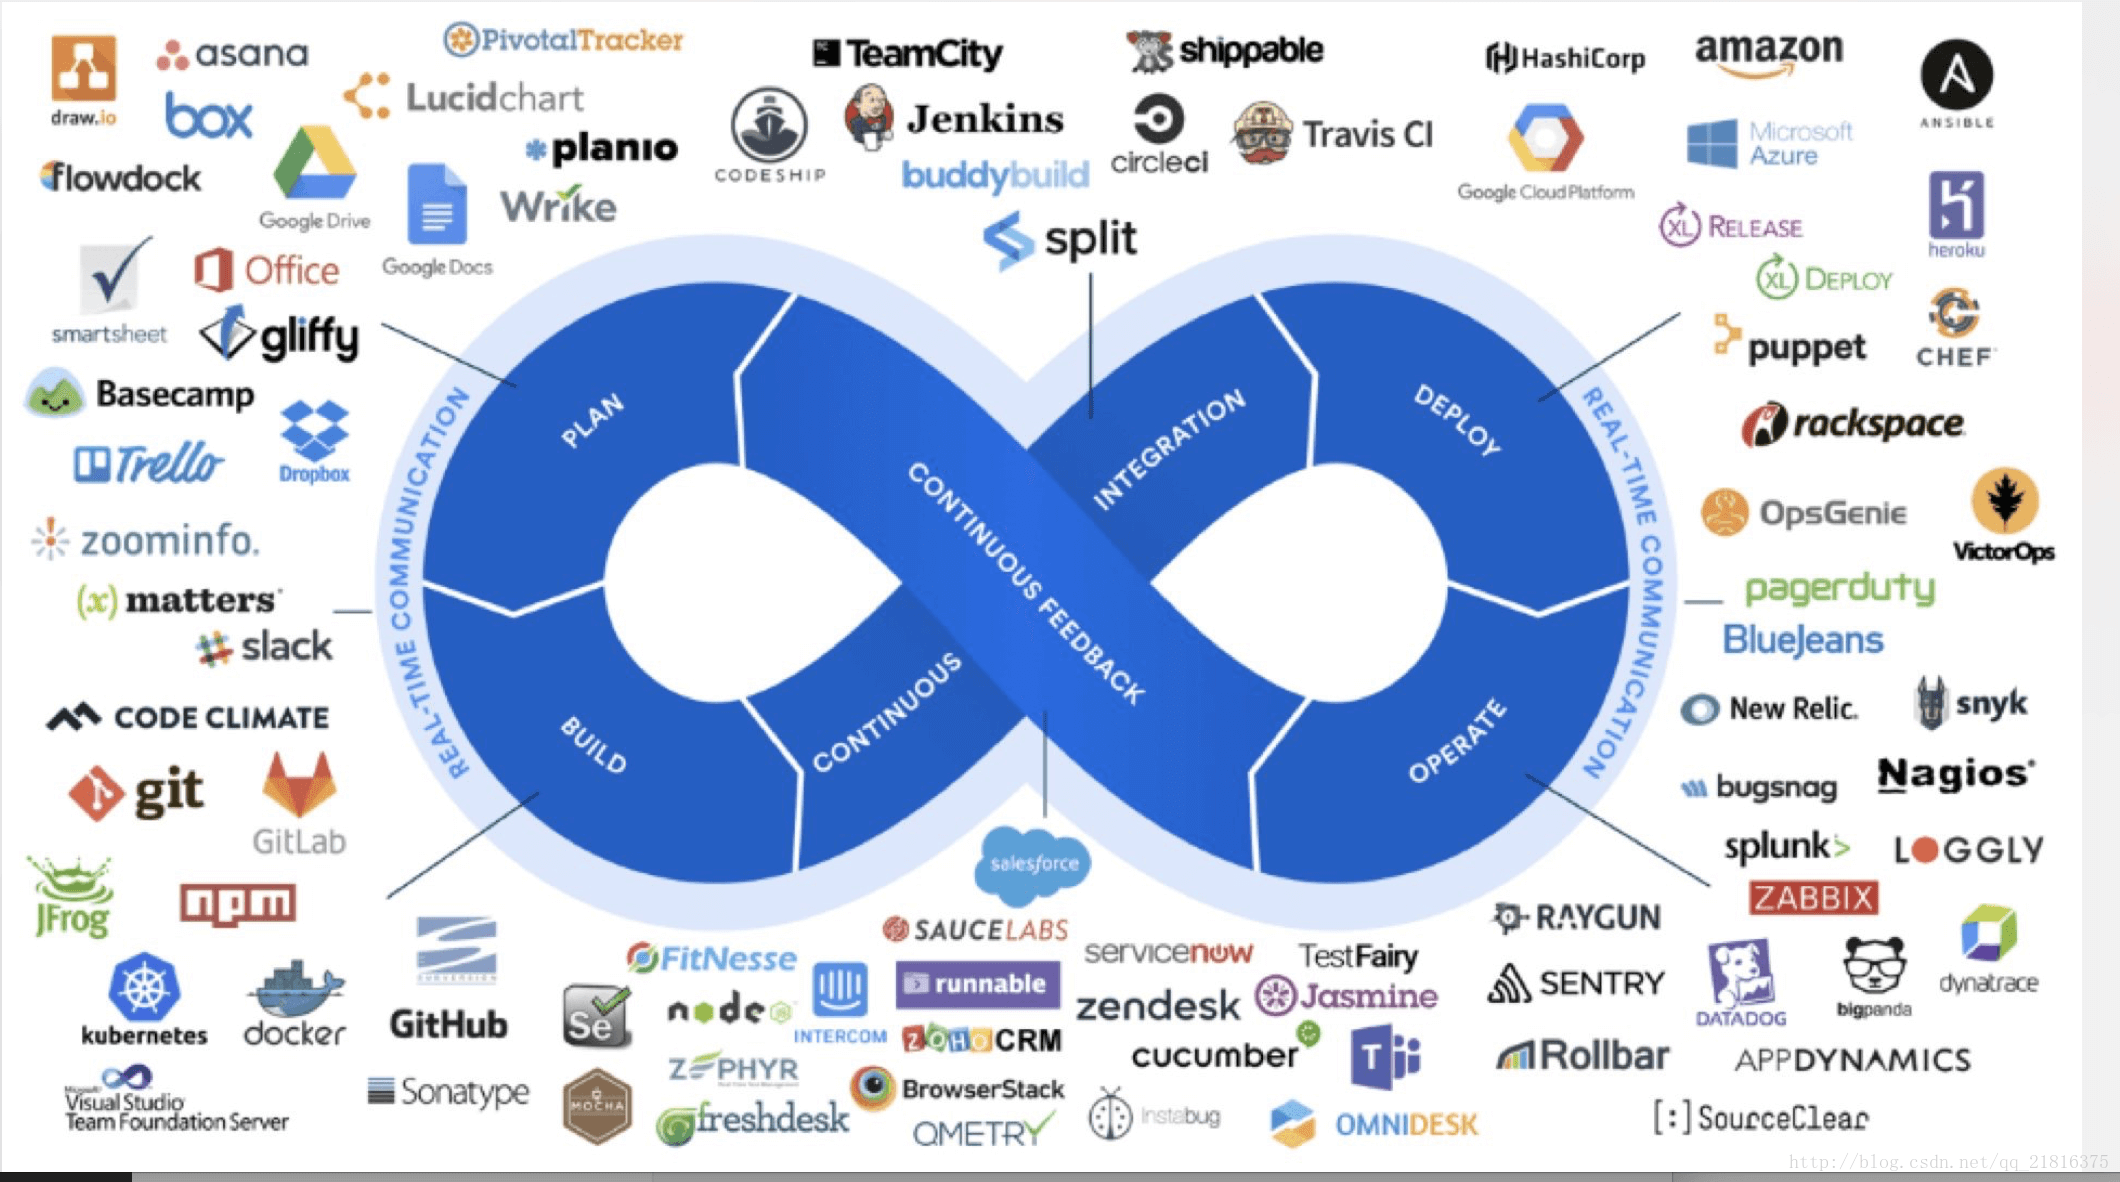 draw.io
asana
box
PivotalTracker
Lucidchart
planio
flowdock
Google Drive
Google Docs
Wrike
smartsheet
Office
gliffy
Basecamp
Trello
Dropbox
zoominfo.
(x) matters
slack
CODE CLIMATE
git
GitLab
JFrog
npm
kubernetes
docker
SUBVERSION
GitHub
Microsoft
Visual Studio
Team Foundation Server
Sonatype
TeamCity
shippable
CODESHIP
Jenkins
buddybuild
circleci
Travis CI
split
HashiCorp
amazon
ANSIBLE
Google Cloud Platform
Microsoft
Azure
XL RELEASE
heroku
XL DEPLOY
puppet
CHEF
rackspace
OpsGenie
VictorOps
pagerduty
BlueJeans
New Relic.
snyk
bugsnag
Nagios
splunk>
LOGGLY
ZABBIX
RAYGUN
SENTRY
DATADOG
bigpanda
dynatrace
Rollbar
APPDYNAMICS
[:]SourceClear
REAL-TIME COMMUNICATION
PLAN
BUILD
CONTINUOUS
INTEGRATION
CONTINUOUS FEEDBACK
DEPLOY
OPERATE
REAL-TIME COMMUNICATION
salesforce
SAUCELABS
FitNesse
servicenow
TestFairy
Se
node
INTERCOM
runnable
zendesk
Jasmine
ZEPHYR
ZOHO CRM
cucumber
T
MOCHA
freshdesk
BrowserStack
QMETRY
Instabug
OMNIDESK
http://blog.csdn.net/qq_21816375